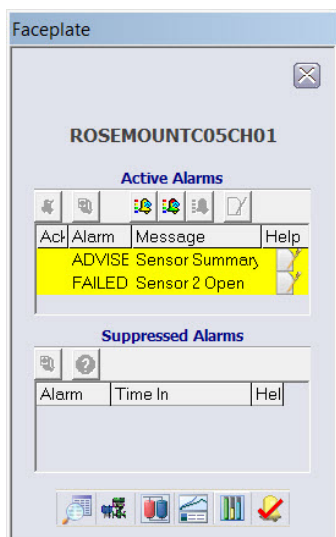 Faceplate
ROSEMOUNTC05CH01
Active Alarms
Ack Alarm Message Help
ADVISE Sensor Summary
FAILED Sensor 2 Open
Suppressed Alarms
Alarm Time In Hel